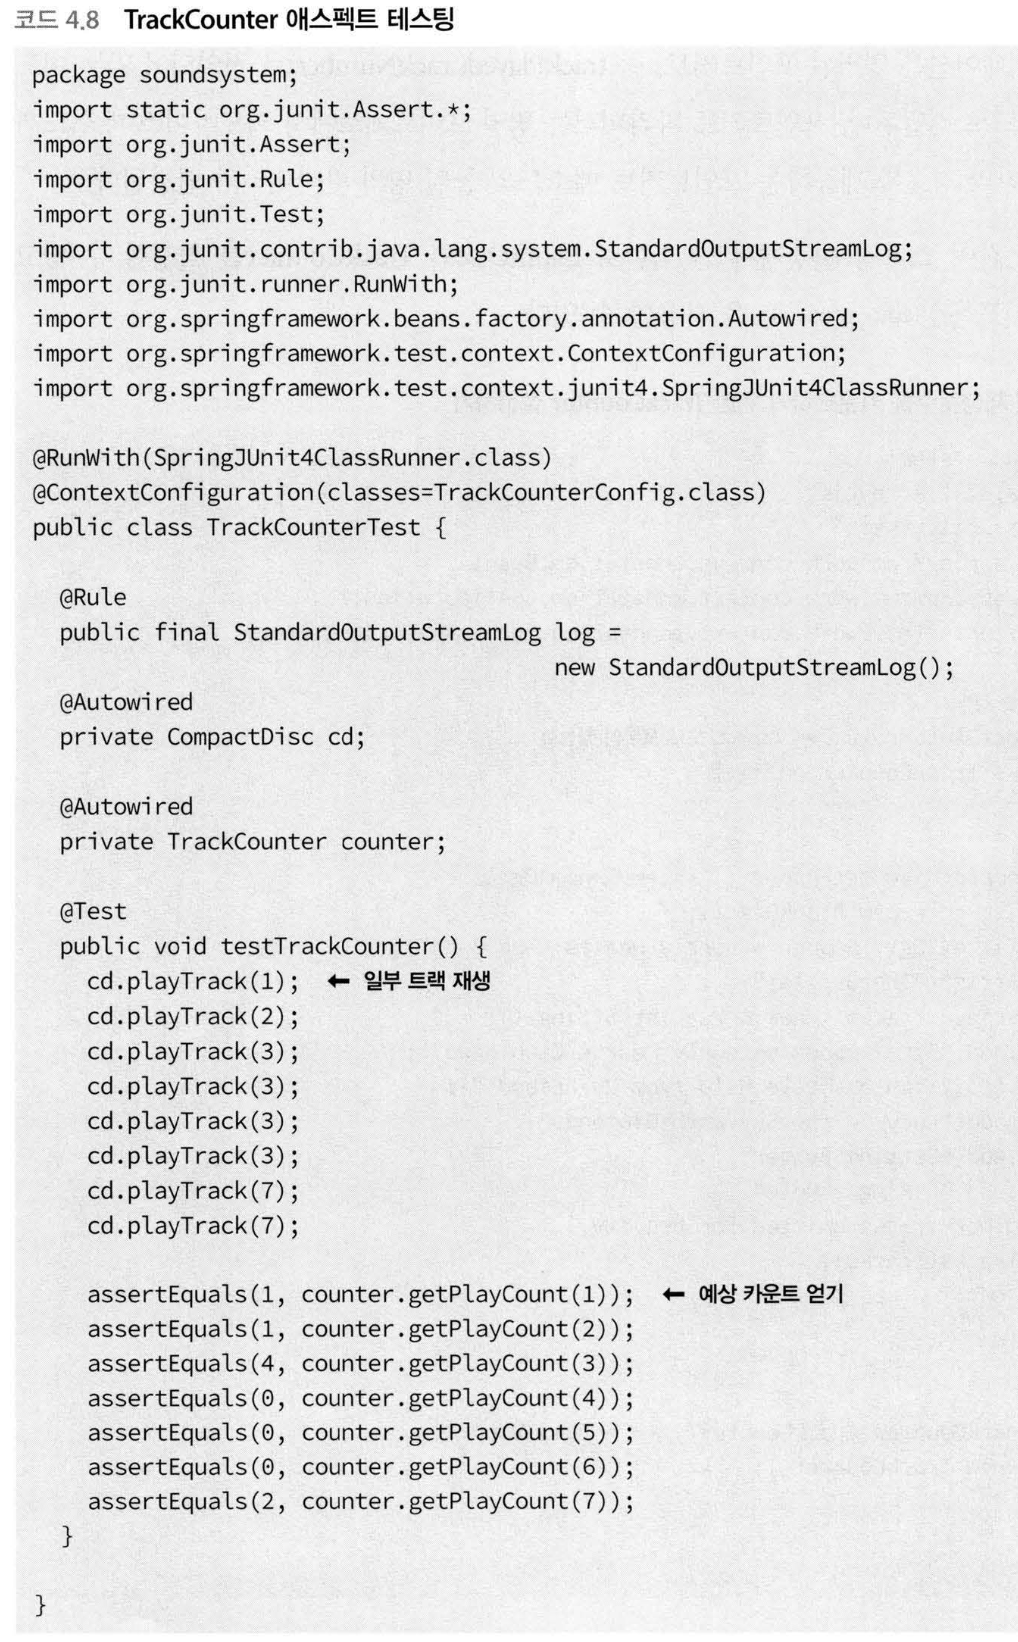 코드 4.8 TrackCounter 애스펙트 테스팅
package soundsystem;
import static org.junit.Assert.*;
import org.junit.Assert;
import org.junit.Rule;
import org.junit.Test;
import org.junit.contrib.java.lang.system.StandardOutputStreamLog;
import org.junit.runner.RunWith;
import org.springframework.beans.factory.annotation.Autowired;
import org.springframework.test.context.ContextConfiguration;
import org.springframework.test.context.junit4.SpringJUnit4ClassRunner;

@RunWith(SpringJUnit4ClassRunner.class)
@ContextConfiguration(classes=TrackCounterConfig.class)
public class TrackCounterTest {

  @Rule
  public final StandardOutputStreamLog log =
                                       new StandardOutputStreamLog();
  @Autowired
  private CompactDisc cd;

  @Autowired
  private TrackCounter counter;

  @Test
  public void testTrackCounter() {
    cd.playTrack(1); ← 일부 트랙 재생
    cd.playTrack(2);
    cd.playTrack(3);
    cd.playTrack(3);
    cd.playTrack(3);
    cd.playTrack(3);
    cd.playTrack(7);
    cd.playTrack(7);

    assertEquals(1, counter.getPlayCount(1)); ← 예상 카운트 얻기
    assertEquals(1, counter.getPlayCount(2));
    assertEquals(4, counter.getPlayCount(3));
    assertEquals(0, counter.getPlayCount(4));
    assertEquals(0, counter.getPlayCount(5));
    assertEquals(0, counter.getPlayCount(6));
    assertEquals(2, counter.getPlayCount(7));
  }

}